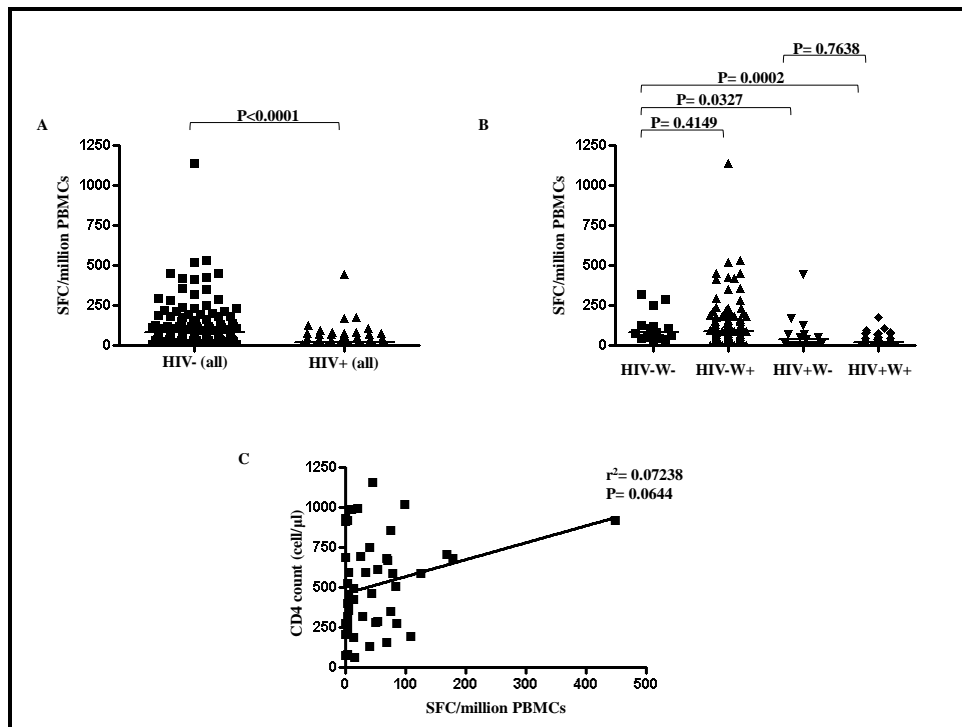 P= 0.7638
P= 0.0002
P<0.0001
P= 0.0327
A
B
P= 0.4149
SFC/million PBMCs
1250
1000
750
500
250
0
HIV- (all)
HIV+ (all)
SFC/million PBMCs
1250
1000
750
500
250
0
HIV-W-
HIV-W+
HIV+W-
HIV+W+
C
r²= 0.07238
P= 0.0644
CD4 count (cell/µl)
1250
1000
750
500
250
0
0
100
200
300
400
500
SFC/million PBMCs